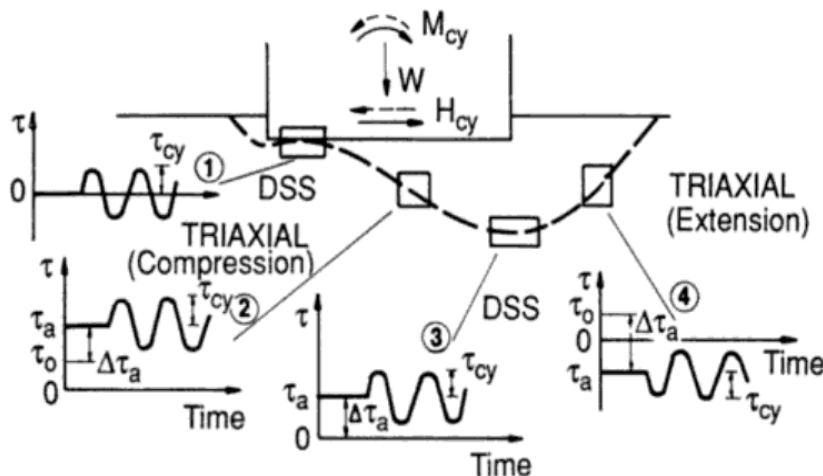 M_cy
W
H_cy
τ
τ_cy
0
①
DSS
TRIAXIAL
(Compression)
TRIAXIAL
(Extension)
τ
τ_cy
②
τ_a
τ_o
Δτ_a
0
Time
τ
③
DSS
τ_cy
τ_a
Δτ_a
0
Time
④
τ
τ_o
Δτ_a
0
Time
τ_a
τ_cy